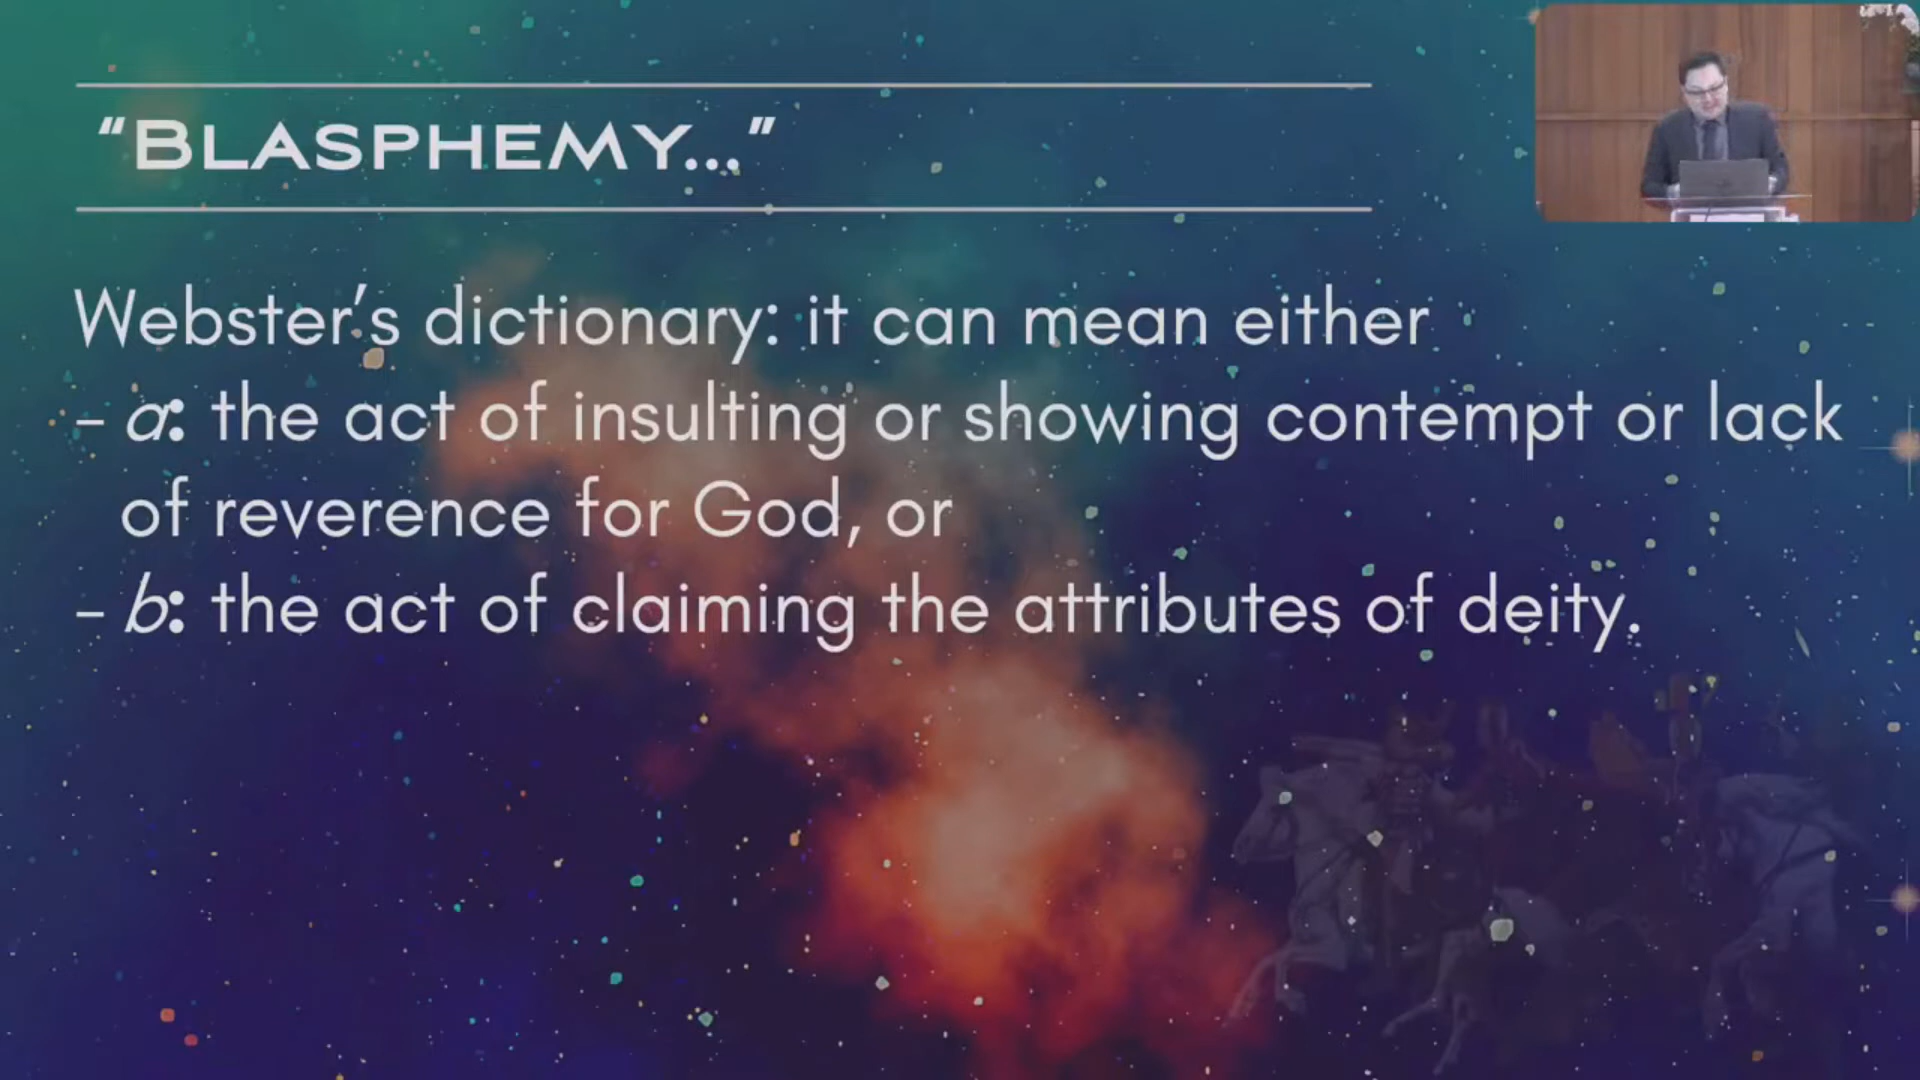 “BLASPHEMY...”
Webster’s dictionary: it can mean either
- a: the act of insulting or showing contempt or lack
of reverence for God, or
- b: the act of claiming the attributes of deity.